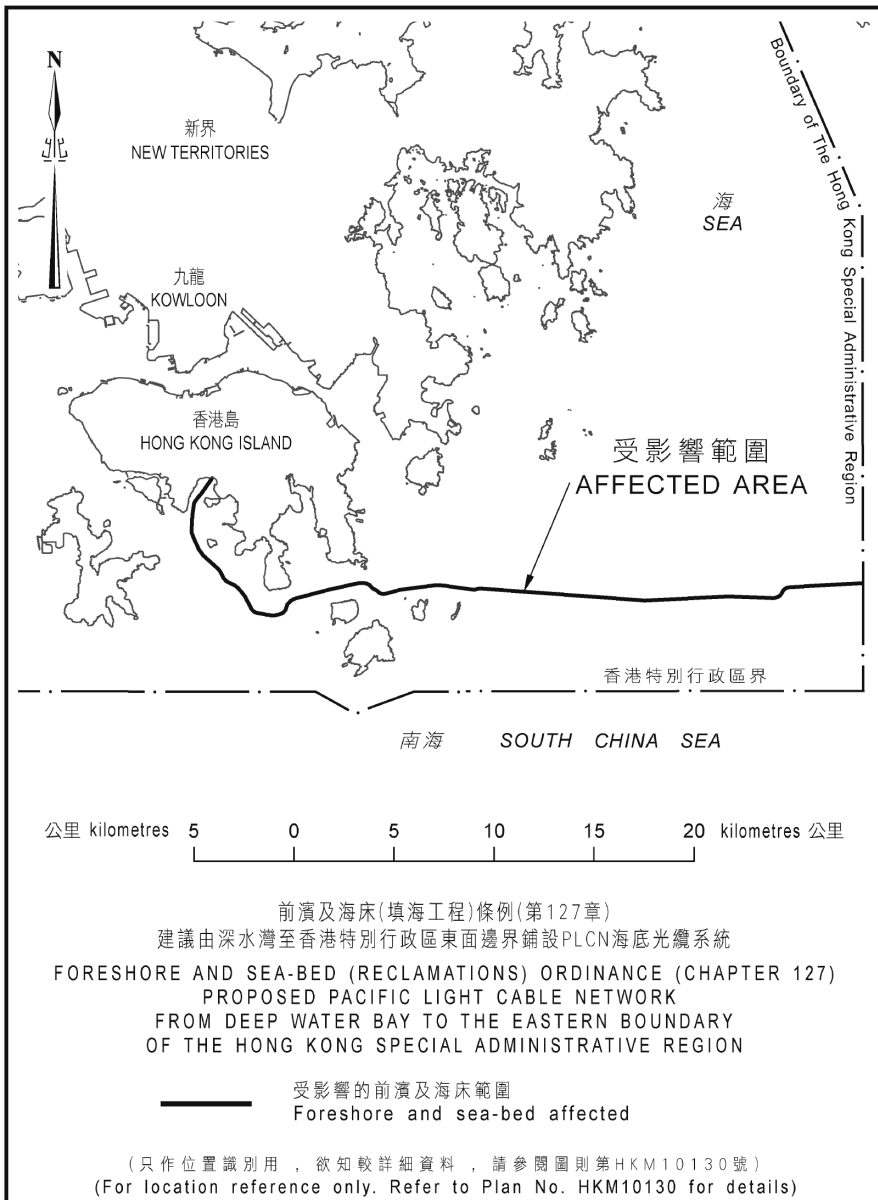 N
新界
NEW TERRITORIES
海
SEA
Boundary of The Hong Kong Special Administrative Region
九龍
KOWLOON
香港島
HONG KONG ISLAND
受影響範圍
AFFECTED AREA
香港特別行政區界
南海 SOUTH CHINA SEA
公里 kilometres 5 0 5 10 15 20 kilometres 公里
前濱及海床(填海工程)條例(第127章)
建議由深水灣至香港特別行政區東面邊界鋪設PLCN海底光纜系統
FORESHORE AND SEA-BED (RECLAMATIONS) ORDINANCE (CHAPTER 127)
PROPOSED PACIFIC LIGHT CABLE NETWORK
FROM DEEP WATER BAY TO THE EASTERN BOUNDARY
OF THE HONG KONG SPECIAL ADMINISTRATIVE REGION
受影響的前濱及海床範圍
Foreshore and sea-bed affected
(只作位置識別用 , 欲知較詳細資料 , 請參閱圖則第HKM10130號)
(For location reference only. Refer to Plan No. HKM10130 for details)